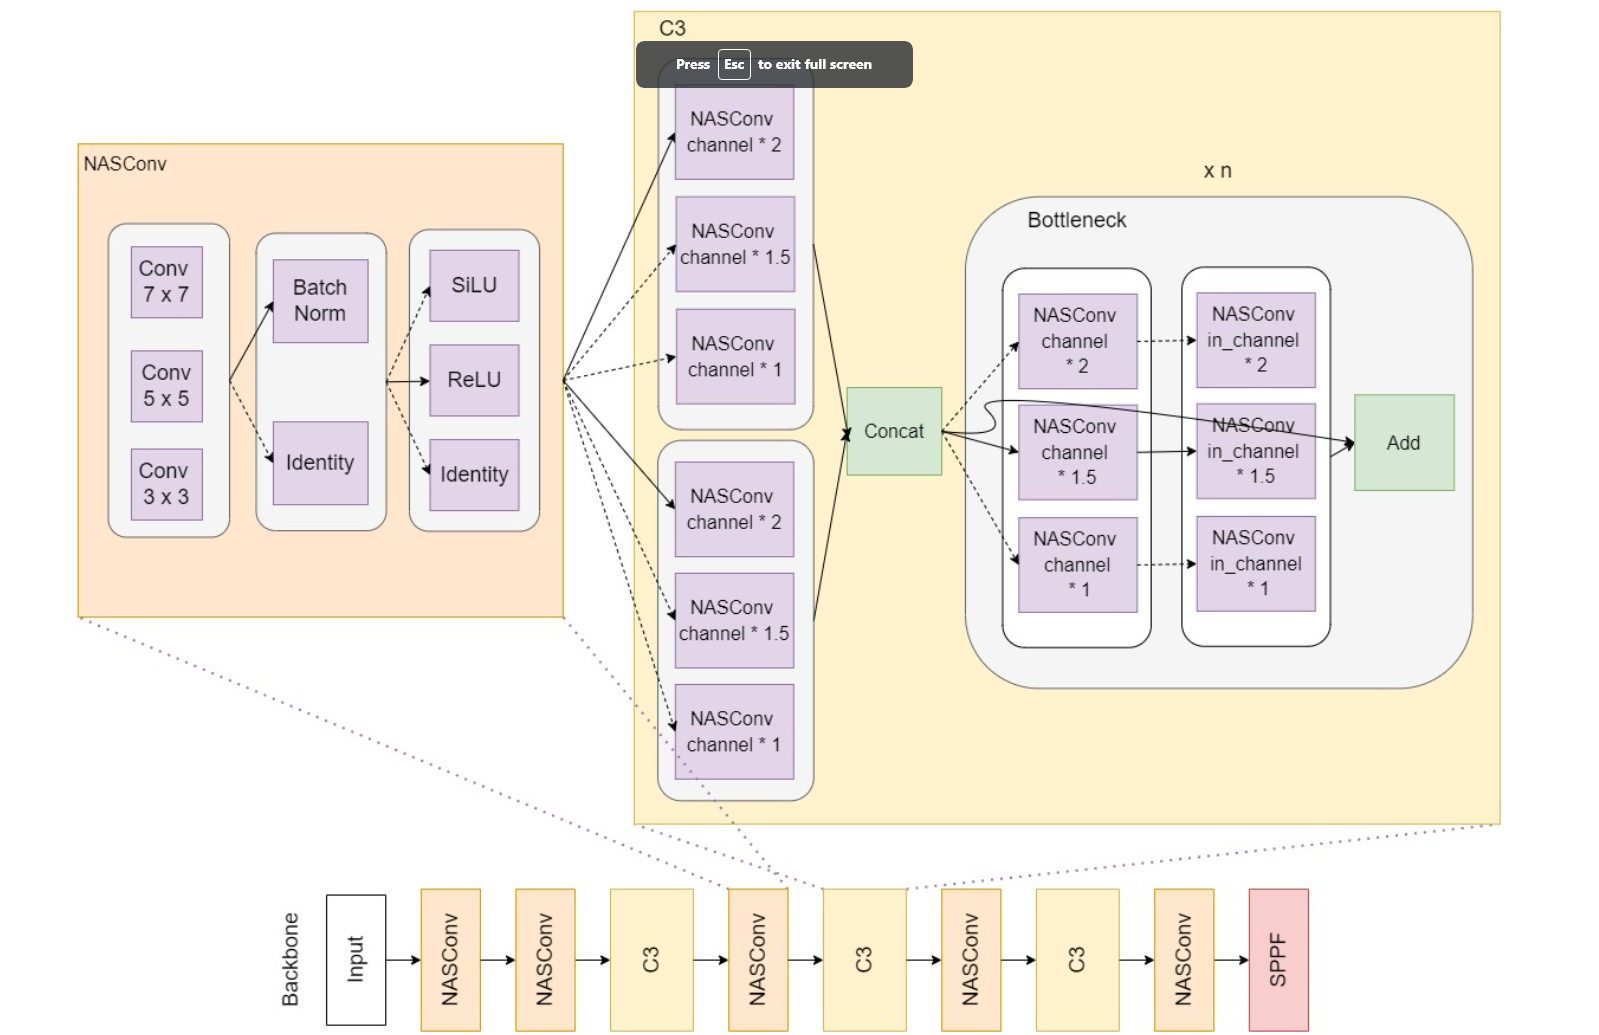 C3
Press Esc to exit full screen
NASConv
channel * 2
NASConv
channel * 1.5
NASConv
channel * 1
NASConv
channel * 2
NASConv
channel * 1.5
NASConv
channel * 1
NASConv
Conv
7 x 7
Conv
5 x 5
Conv
3 x 3
Batch
Norm
Identity
SiLU
ReLU
Identity
Concat
x n
Bottleneck
NASConv
channel
* 2
NASConv
channel
* 1.5
NASConv
channel
* 1
NASConv
in_channel
* 2
NASConv
in_channel
* 1.5
NASConv
in_channel
* 1
Add
Backbone
Input
NASConv
NASConv
C3
NASConv
C3
NASConv
C3
NASConv
SPPF